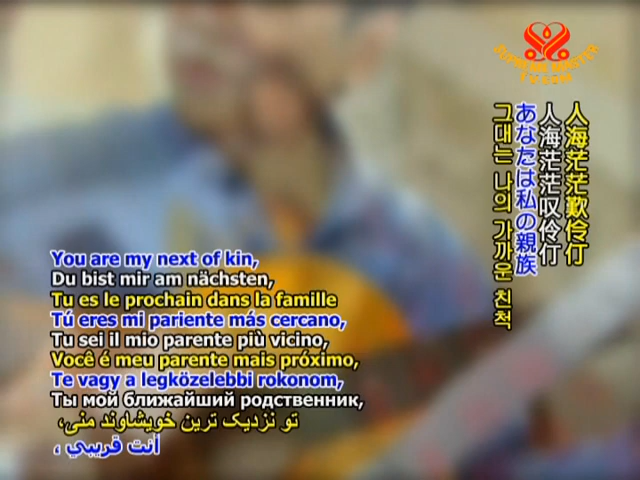 SUPREME MASTER
TV.COM
人海茫茫歎伶仃
人海茫茫叹伶仃
あなたは私の親族
그대는 나의 가까운 친척
You are my next of kin,
Du bist mir am nächsten,
Tu es le prochain dans la famille
Tú eres mi pariente más cercano,
Tu sei il mio parente più vicino,
Você é meu parente mais próximo,
Te vagy a legközelebbi rokonom,
Ты мой ближайший родственник,
تو نزدیک ترین خویشاوند منی،
أنت قريبي ،